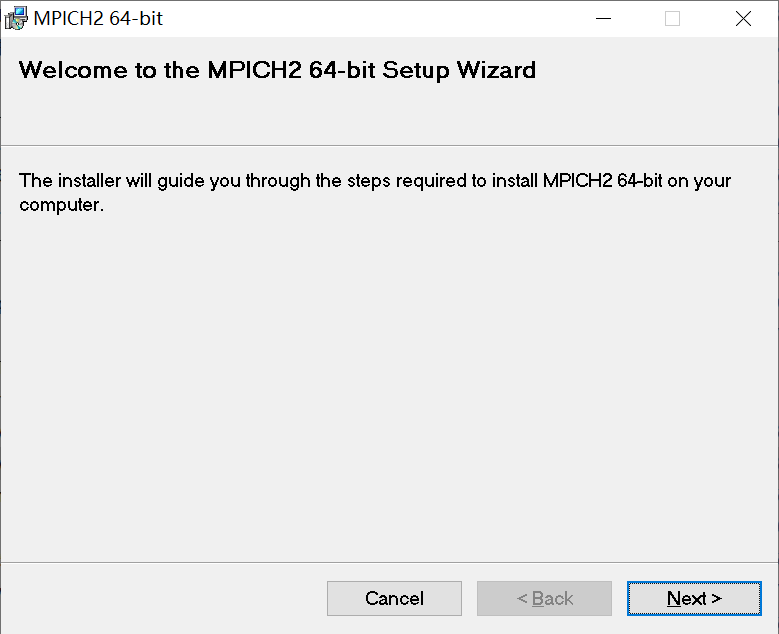 MPICH2 64-bit
Welcome to the MPICH2 64-bit Setup Wizard
The installer will guide you through the steps required to install MPICH2 64-bit on your
computer.
Cancel
< Back
Next >